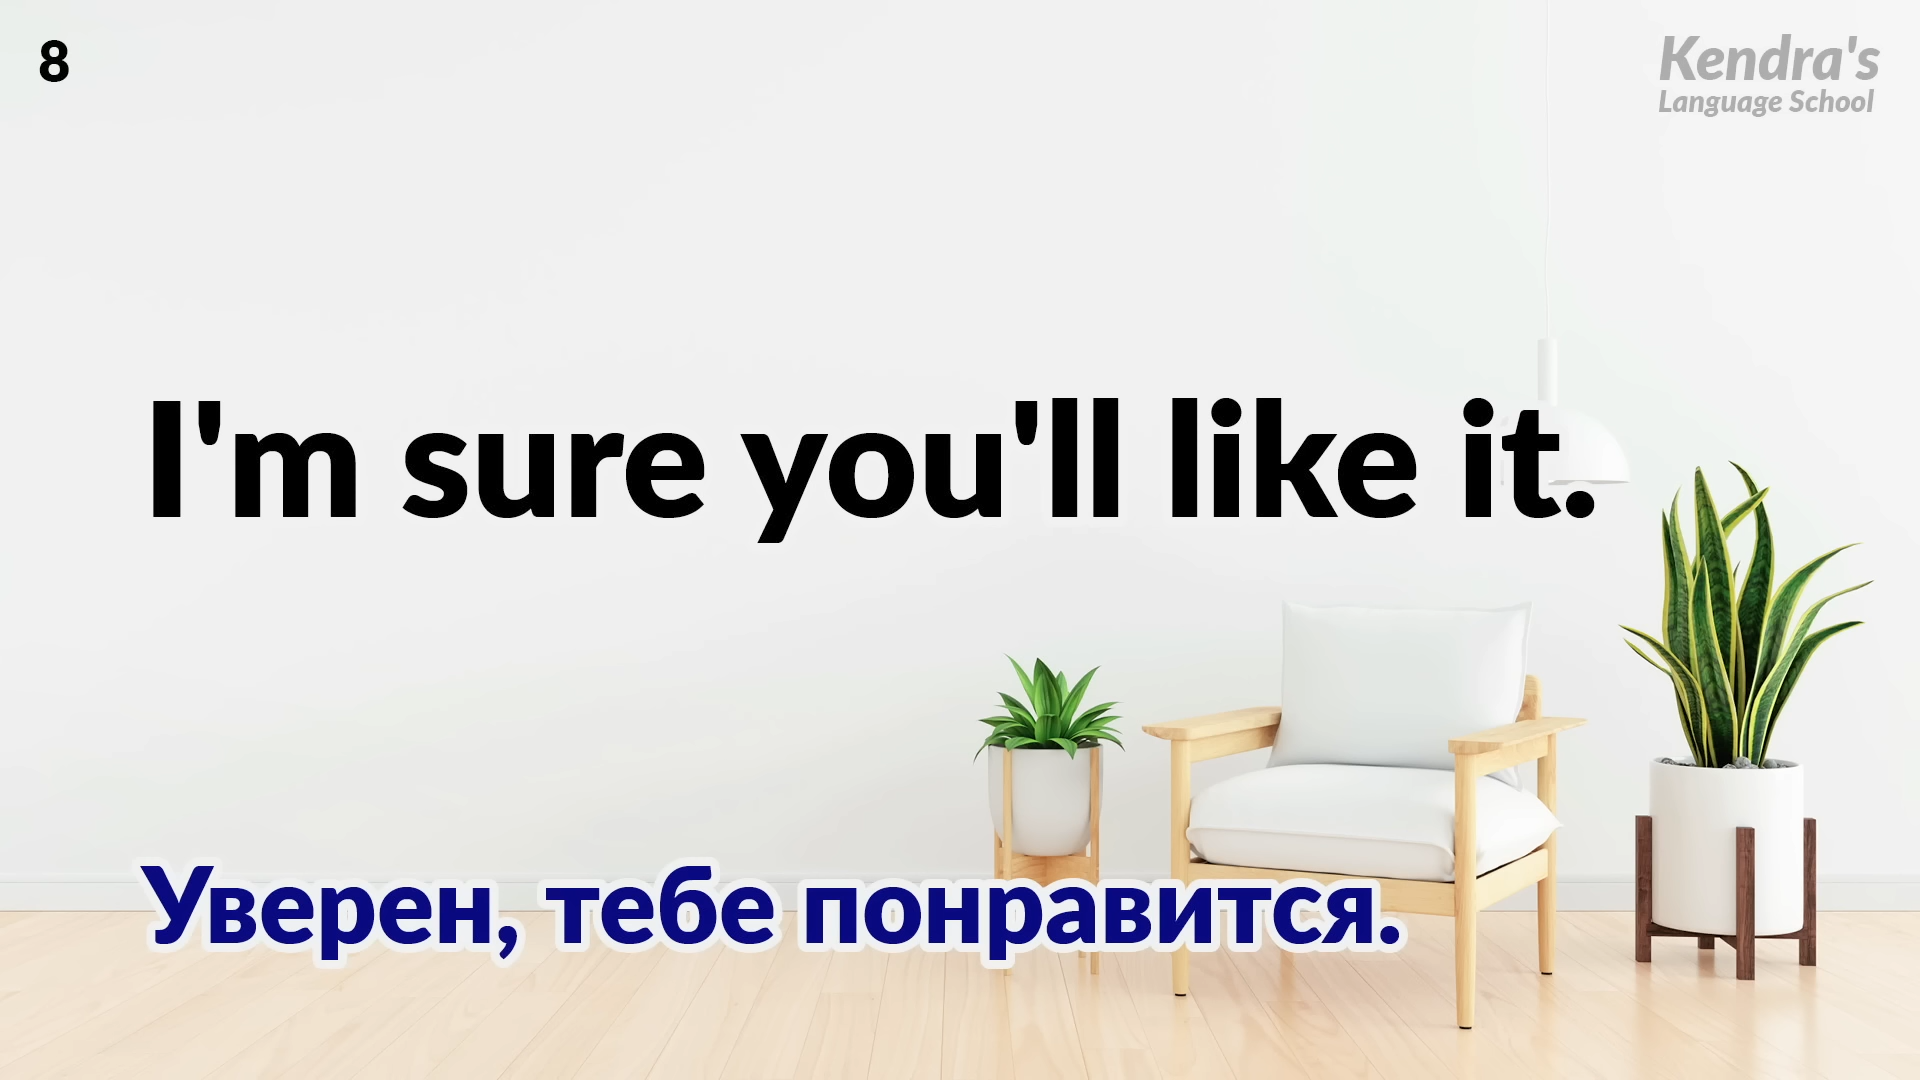 8
Kendra's
Language School
I'm sure you'll like it.
Уверен, тебе понравится.